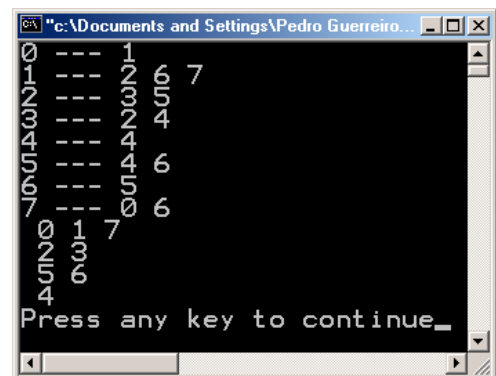 "c:\Documents and Settings\Pedro Guerreiro...
0 --- 1
1 --- 2 6 7
2 --- 3 5
3 --- 2 4
4 --- 4
5 --- 4 6
6 --- 5
7 --- 0 6
0 1 7
2 3
5 6
4
Press any key to continue_